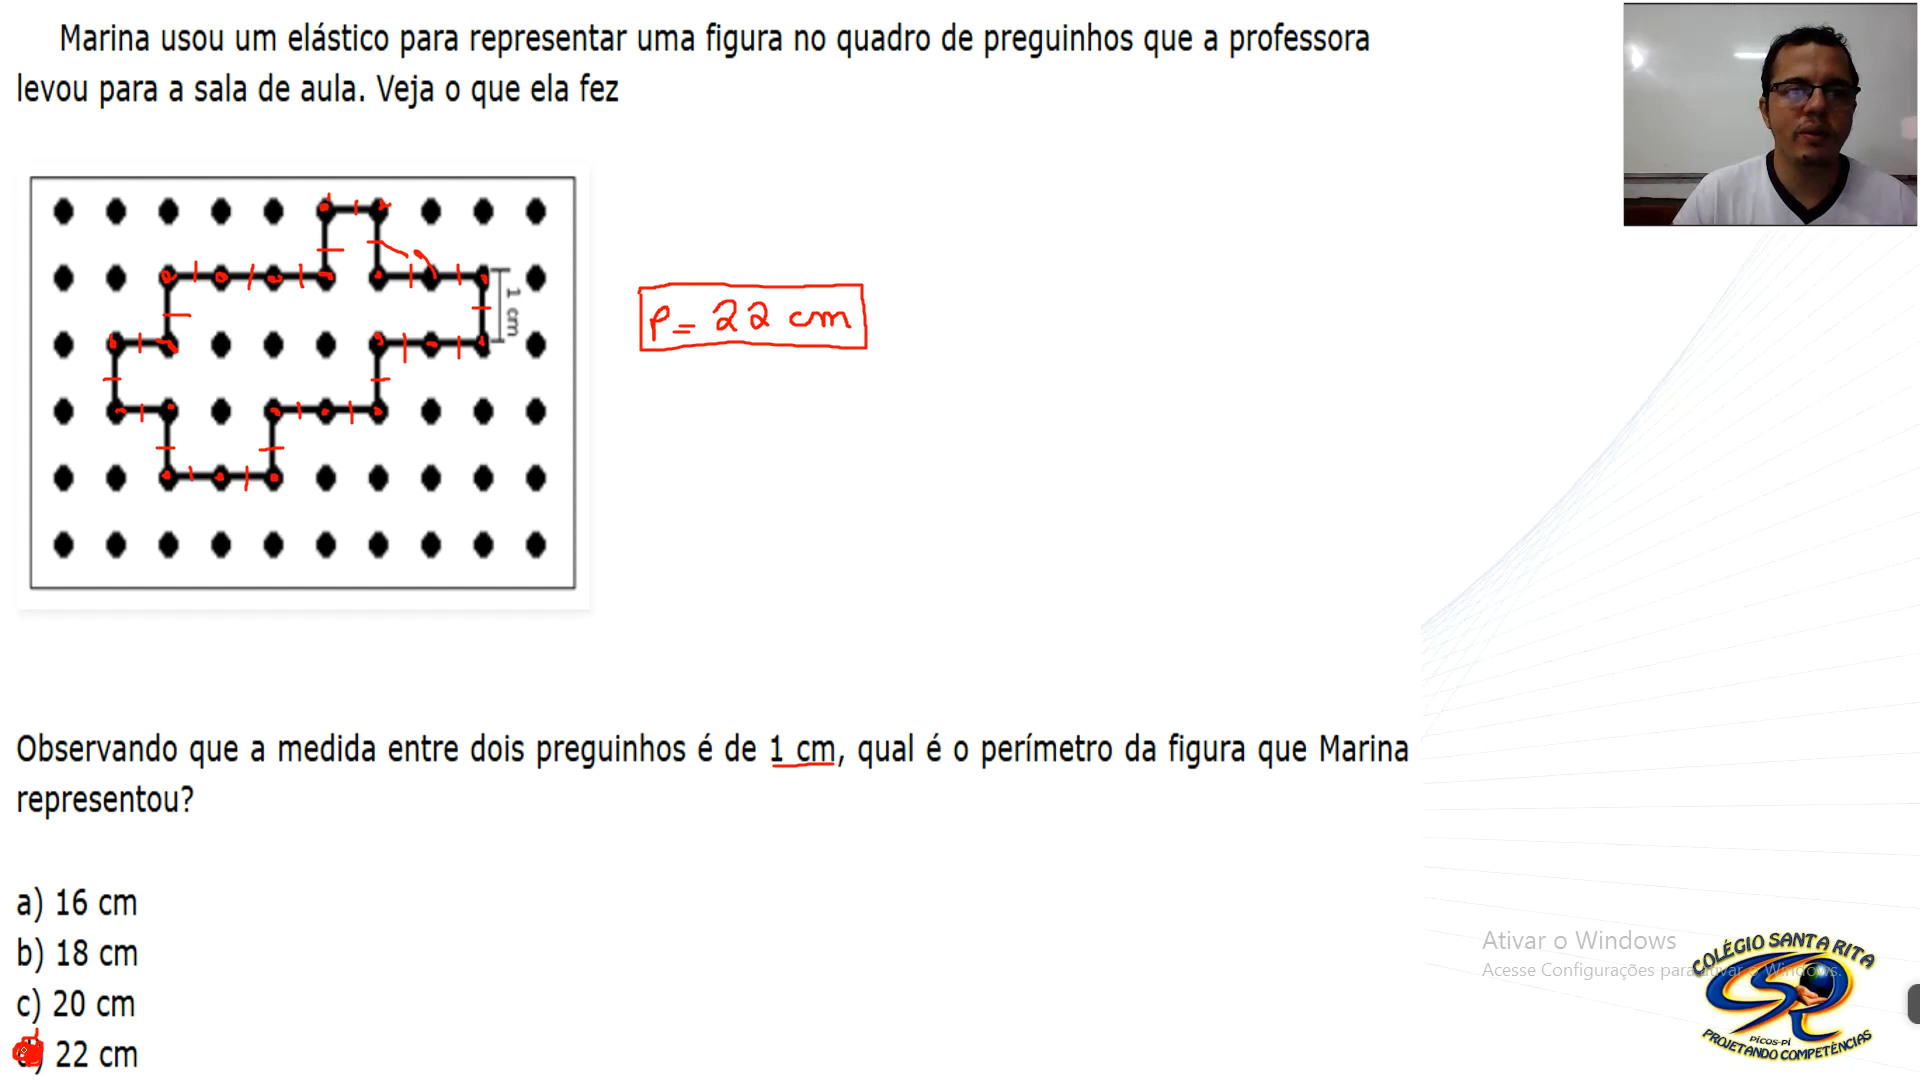 Marina usou um elástico para representar uma figura no quadro de preguinhos que a professora
levou para a sala de aula. Veja o que ela fez
1 cm
P = 22 cm
Observando que a medida entre dois preguinhos é de 1 cm, qual é o perímetro da figura que Marina
representou?
a) 16 cm
b) 18 cm
c) 20 cm
d) 22 cm
Ativar o Windows
Acesse Configurações para ativar o Windows.
COLÉGIO SANTA RITA
PICOS-PI
PROJETANDO COMPETÊNCIAS